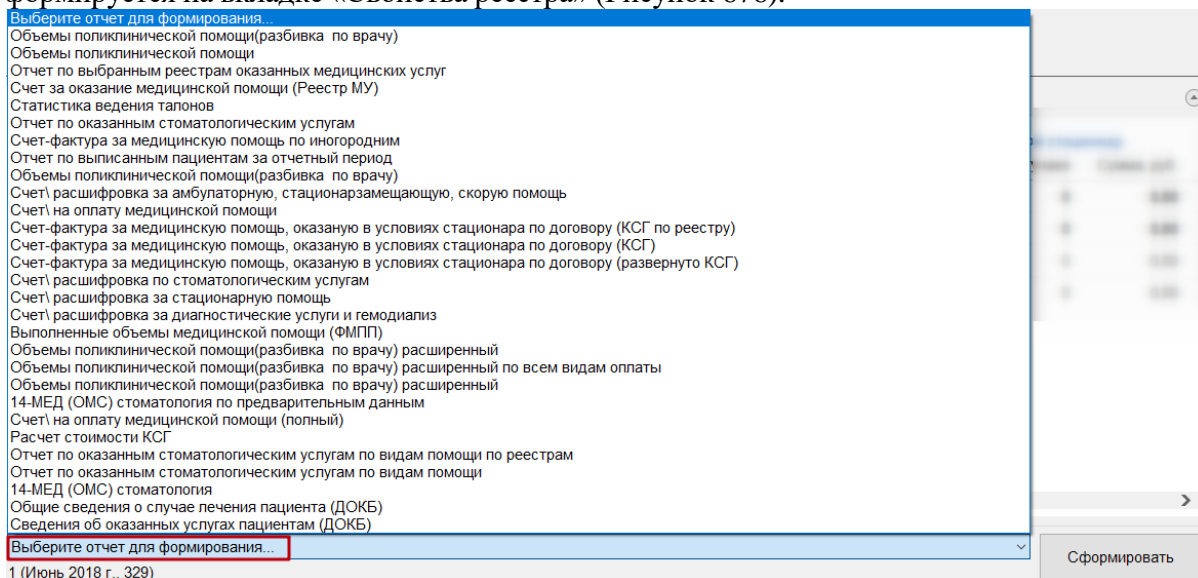 формируется на вкладке «Свойства реестра» (Рисунок 678).
Выберите отчет для формирования...
Объемы поликлинической помощи(разбивка по врачу)
Объемы поликлинической помощи
Отчет по выбранным реестрам оказанных медицинских услуг
Счет за оказание медицинской помощи (Реестр МУ)
Статистика ведения талонов
Отчет по оказанным стоматологическим услугам
Счет-фактура за медицинскую помощь по иногородним
Отчет по выписанным пациентам за отчетный период
Объемы поликлинической помощи(разбивка по врачу)
Счет\ расшифровка за амбулаторную, стационарзамещающую, скорую помощь
Счет\ на оплату медицинской помощи
Счет-фактура за медицинскую помощь, оказаную в условиях стационара по договору (КСГ по реестру)
Счет-фактура за медицинскую помощь, оказаную в условиях стационара по договору (КСГ)
Счет-фактура за медицинскую помощь, оказаную в условиях стационара по договору (развернуто КСГ)
Счет\ расшифровка по стоматологическим услугам
Счет\ расшифровка за стационарную помощь
Счет\ расшифровка за диагностические услуги и гемодиализ
Выполненные объемы медицинской помощи (ФМПП)
Объемы поликлинической помощи(разбивка по врачу) расширенный
Объемы поликлинической помощи(разбивка по врачу) расширенный по всем видам оплаты
Объемы поликлинической помощи(разбивка по врачу) расширенный
14-МЕД (ОМС) стоматология по предварительным данным
Счет\ на оплату медицинской помощи (полный)
Расчет стоимости КСГ
Отчет по оказанным стоматологическим услугам по видам помощи по реестрам
Отчет по оказанным стоматологическим услугам по видам помощи
14-МЕД (ОМС) стоматология
Общие сведения о случае лечения пациента (ДОКБ)
Сведения об оказанных услугах пациентам (ДОКБ)
Выберите отчет для формирования...
Сформировать
1 (Июнь 2018 г., 329)